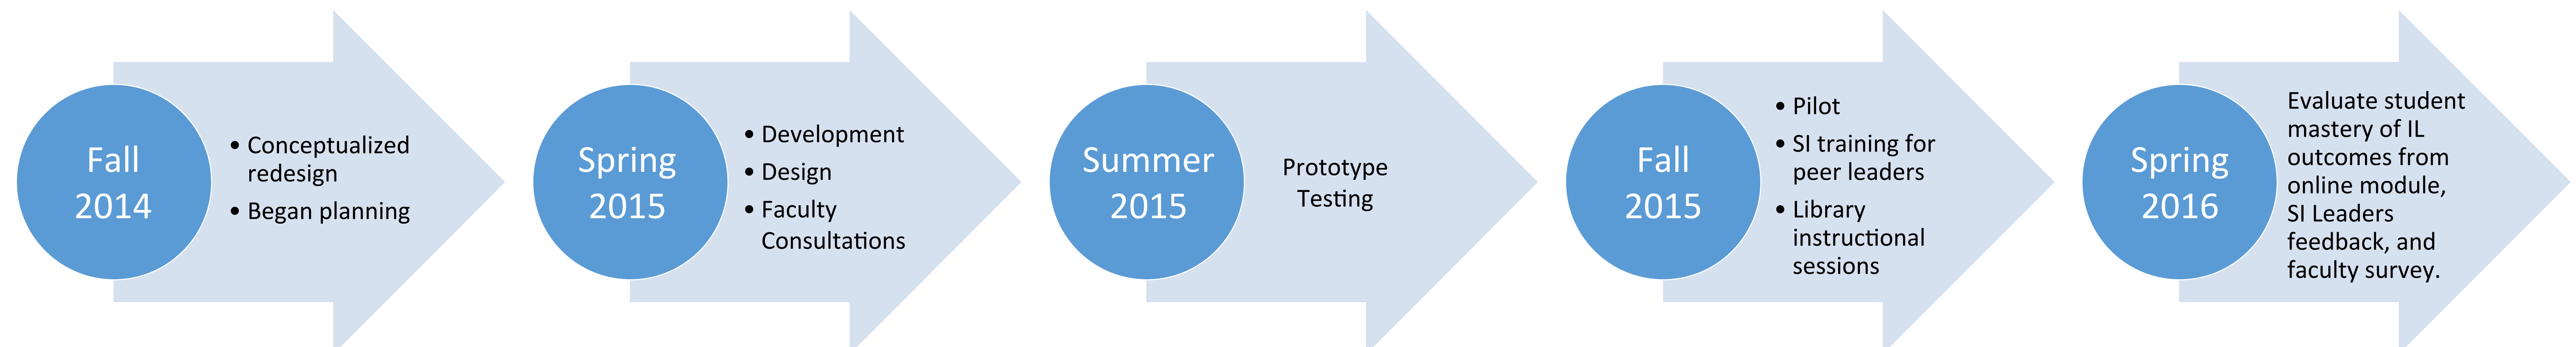 Fall
2014
• Conceptualized
redesign
• Began planning
Spring
2015
• Development
• Design
• Faculty
Consultations
Summer
2015
Prototype
Testing
Fall
2015
• Pilot
• SI training for
peer leaders
• Library
instructional
sessions
Spring
2016
Evaluate student
mastery of IL
outcomes from
online module,
SI Leaders
feedback, and
faculty survey.